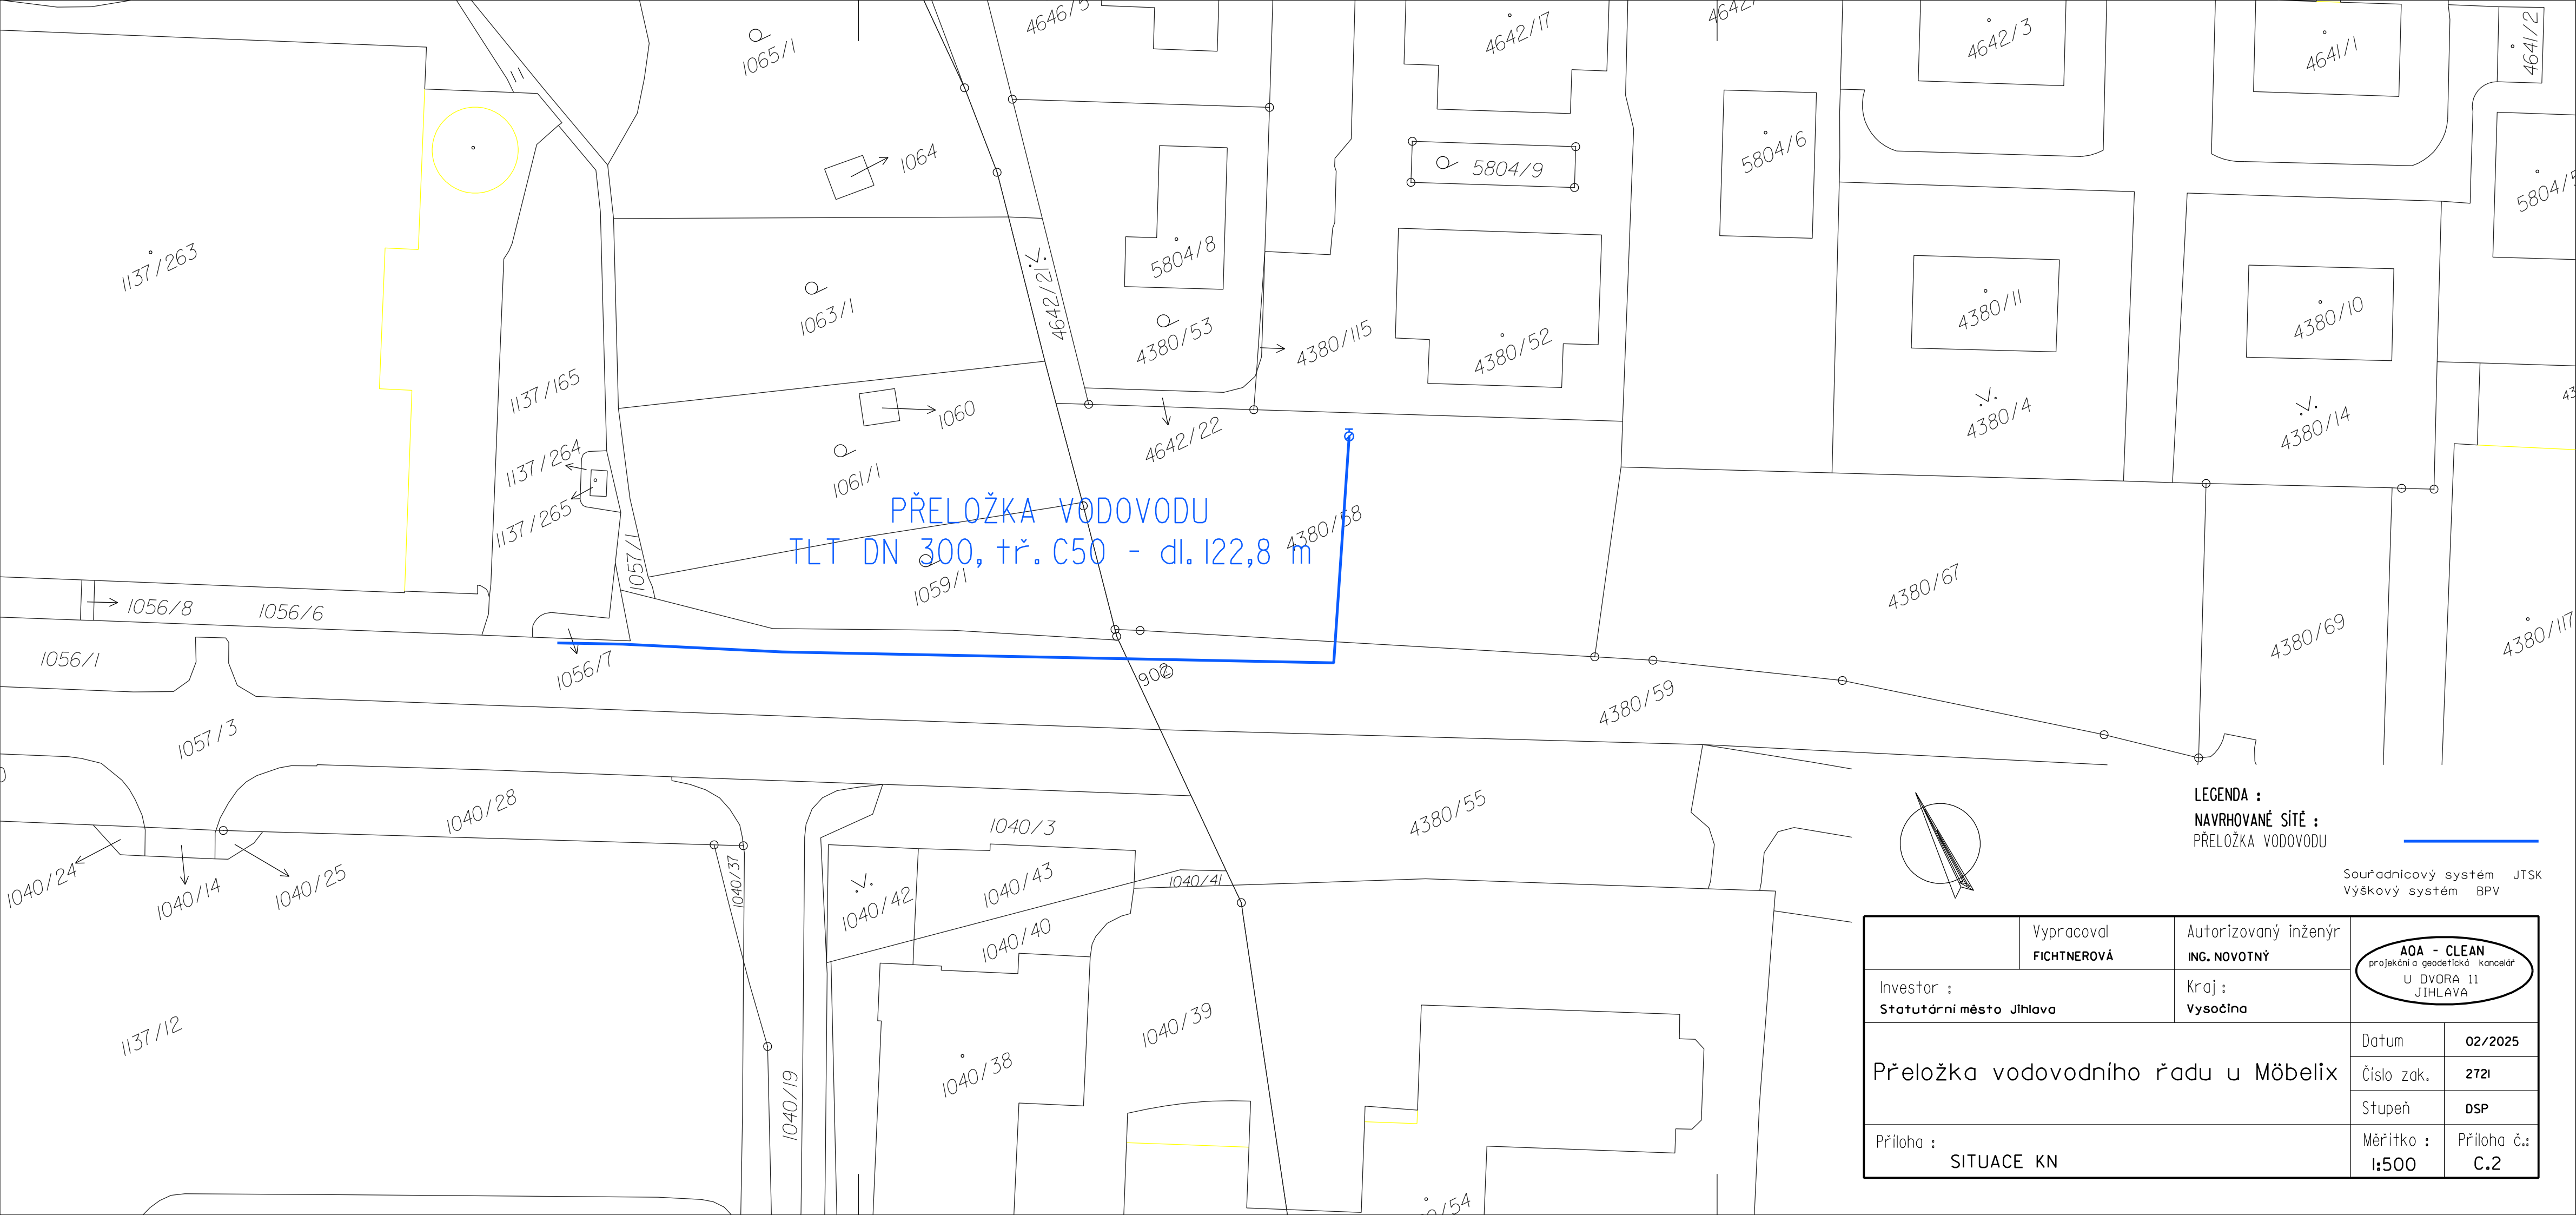 4646/5
4642/17
4642/3
4641/1
4641/2
1065/1
1064
5804/9
5804/6
5804/8
1137/263
4642/21
1063/1
4380/53
4380/115
4380/52
4380/11
4380/10
1137/165
1060
4642/22
4380/4
4380/14
1137/264
1061/1
1137/265
PŘELOŽKA VODOVODU
4380/58
TLT DN 300, tř. C50 - dl. 122,8 m
1057/1
1059/1
1056/8
1056/6
4380/67
4380/69
4380/117
1056/1
1056/7
902
4380/59
1057/3
1040/28
1040/3
4380/55
1040/24
1040/14
1040/25
1040/37
1040/42
1040/43
1040/41
1040/40
1137/12
1040/19
1040/38
1040/39
LEGENDA :
NAVRHOVANÉ SÍTĚ :
PŘELOŽKA VODOVODU
Souřadnicový systém JTSK
Výškový systém BPV
Vypracoval
FICHTNEROVÁ
Autorizovaný inženýr
ING. NOVOTNÝ
AQA - CLEAN
projekční a geodetická kancelář
U DVORA 11
JIHLAVA
Investor :
Statutární město Jihlava
Kraj :
Vysočina
Přeložka vodovodního řadu u Möbelix
Datum 02/2025
Číslo zak. 2721
Stupeň DSP
Příloha :
SITUACE KN
Měřítko :
1:500
Příloha č.:
C.2